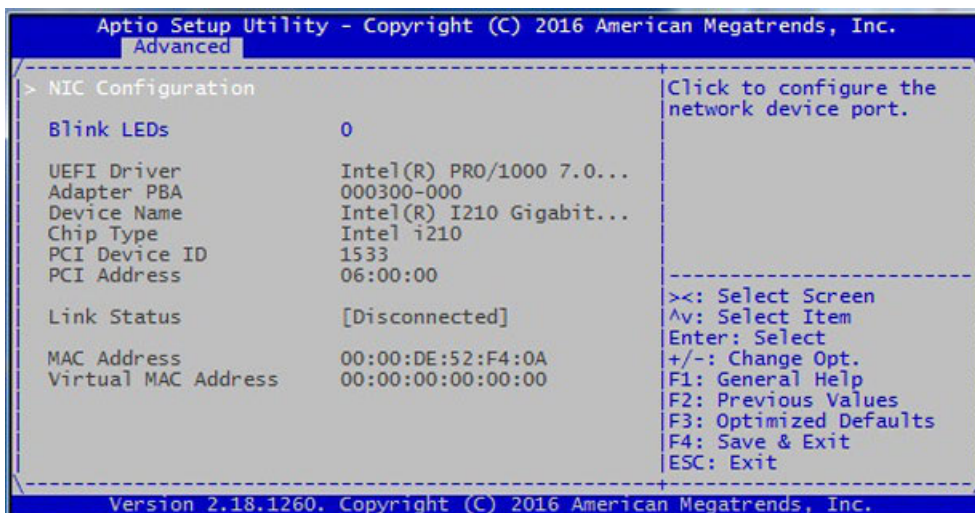 Aptio Setup Utility - Copyright (C) 2016 American Megatrends, Inc.
Advanced
> NIC Configuration
Blink LEDs 0
UEFI Driver Intel(R) PRO/1000 7.0...
Adapter PBA 000300-000
Device Name Intel(R) I210 Gigabit...
Chip Type Intel i210
PCI Device ID 1533
PCI Address 06:00:00
Link Status [Disconnected]
MAC Address 00:00:DE:52:F4:0A
Virtual MAC Address 00:00:00:00:00:00
Click to configure the
network device port.
><: Select Screen
^v: Select Item
Enter: Select
+/-: Change Opt.
F1: General Help
F2: Previous Values
F3: Optimized Defaults
F4: Save & Exit
ESC: Exit
Version 2.18.1260. Copyright (C) 2016 American Megatrends, Inc.